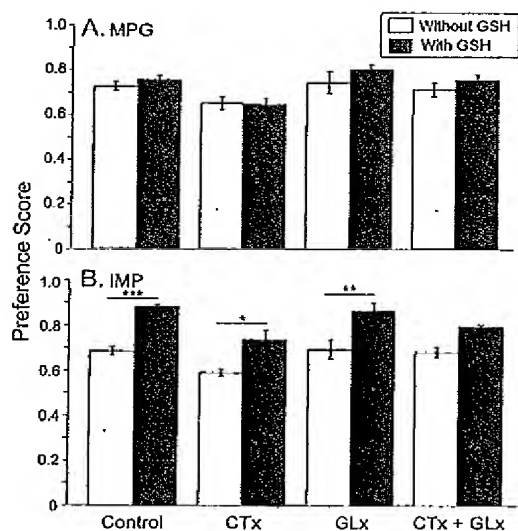 1.0
A. MPG
Without GSH
With GSH
0.8
0.6
0.4
0.2
0
Preference Score
1.0
B. IMP
***
*
**
0.8
0.6
0.4
0.2
0
Control
CTx
GLx
CTx + GLx